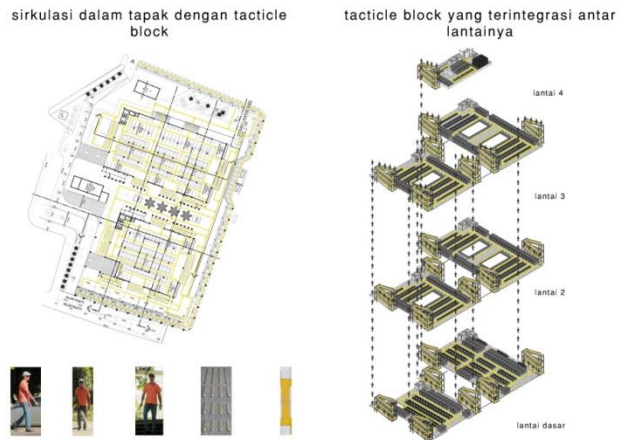 sirkulasi dalam tapak dengan tacticle
block
tacticle block yang terintegrasi antar
lantainya
lantai 4
lantai 3
lantai 2
lantai dasar
A